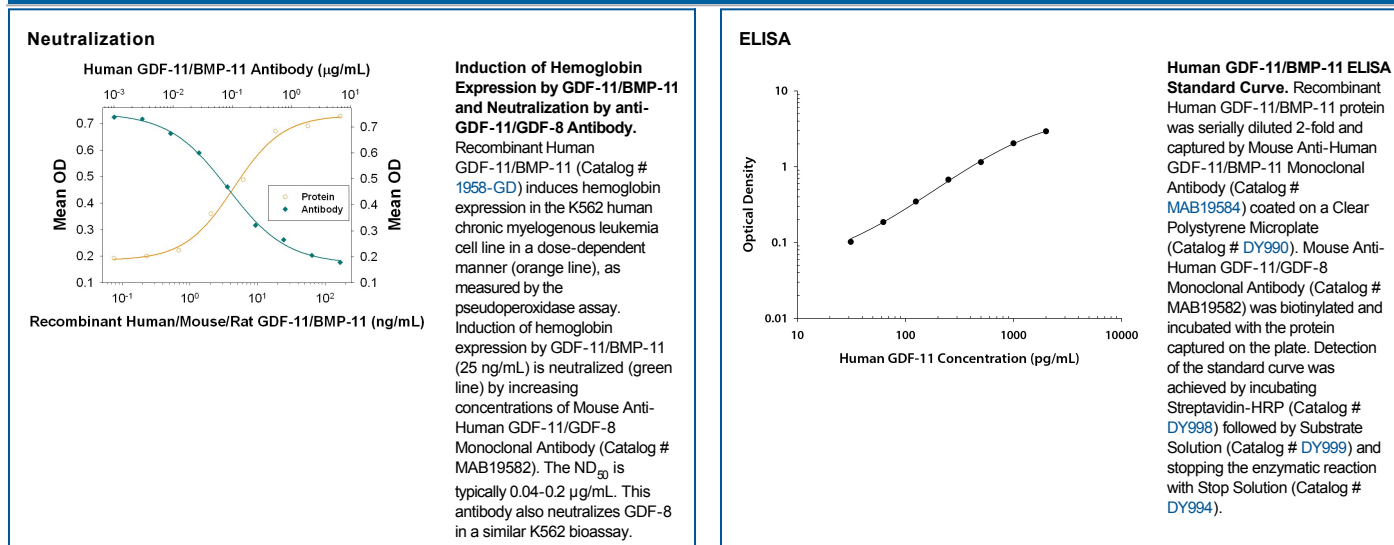 Neutralization
Human GDF-11/BMP-11 Antibody (µg/mL)
10-3 10-2 10-1 100 101
0.7 0.7
0.6 0.6
0.5 0.5
0.4 0.4
0.3 0.3
0.2 0.2
0.1 0.1
Mean OD
Mean OD
Protein
Antibody
10-1 100 101 102
Recombinant Human/Mouse/Rat GDF-11/BMP-11 (ng/mL)
Induction of Hemoglobin
Expression by GDF-11/BMP-11
and Neutralization by anti-
GDF-11/GDF-8 Antibody.
Recombinant Human
GDF-11/BMP-11 (Catalog #
1958-GD) induces hemoglobin
expression in the K562 human
chronic myelogenous leukemia
cell line in a dose-dependent
manner (orange line), as
measured by the
pseudoperoxidase assay.
Induction of hemoglobin
expression by GDF-11/BMP-11
(25 ng/mL) is neutralized (green
line) by increasing
concentrations of Mouse Anti-
Human GDF-11/GDF-8
Monoclonal Antibody (Catalog #
MAB19582). The ND50 is
typically 0.04-0.2 µg/mL. This
antibody also neutralizes GDF-8
in a similar K562 bioassay.
ELISA
10
1
0.1
0.01
Optical Density
10 100 1000 10000
Human GDF-11 Concentration (pg/mL)
Human GDF-11/BMP-11 ELISA
Standard Curve. Recombinant
Human GDF-11/BMP-11 protein
was serially diluted 2-fold and
captured by Mouse Anti-Human
GDF-11/BMP-11 Monoclonal
Antibody (Catalog #
MAB19584) coated on a Clear
Polystyrene Microplate
(Catalog # DY990). Mouse Anti-
Human GDF-11/GDF-8
Monoclonal Antibody (Catalog #
MAB19582) was biotinylated and
incubated with the protein
captured on the plate. Detection
of the standard curve was
achieved by incubating
Streptavidin-HRP (Catalog #
DY998) followed by Substrate
Solution (Catalog # DY999) and
stopping the enzymatic reaction
with Stop Solution (Catalog #
DY994).